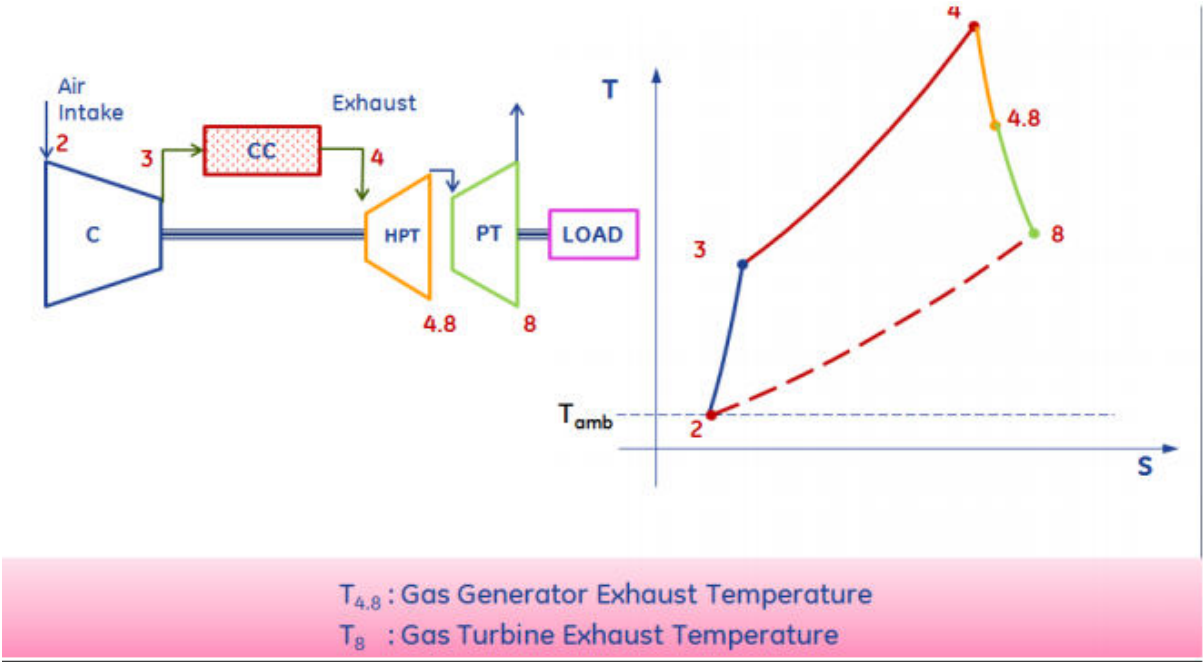 Air
Intake
2
3
CC
Exhaust
4
C
HPT
PT
LOAD
4.8
8
T
4
4.8
3
8
Tamb
2
S
T4.8 : Gas Generator Exhaust Temperature
T8 : Gas Turbine Exhaust Temperature